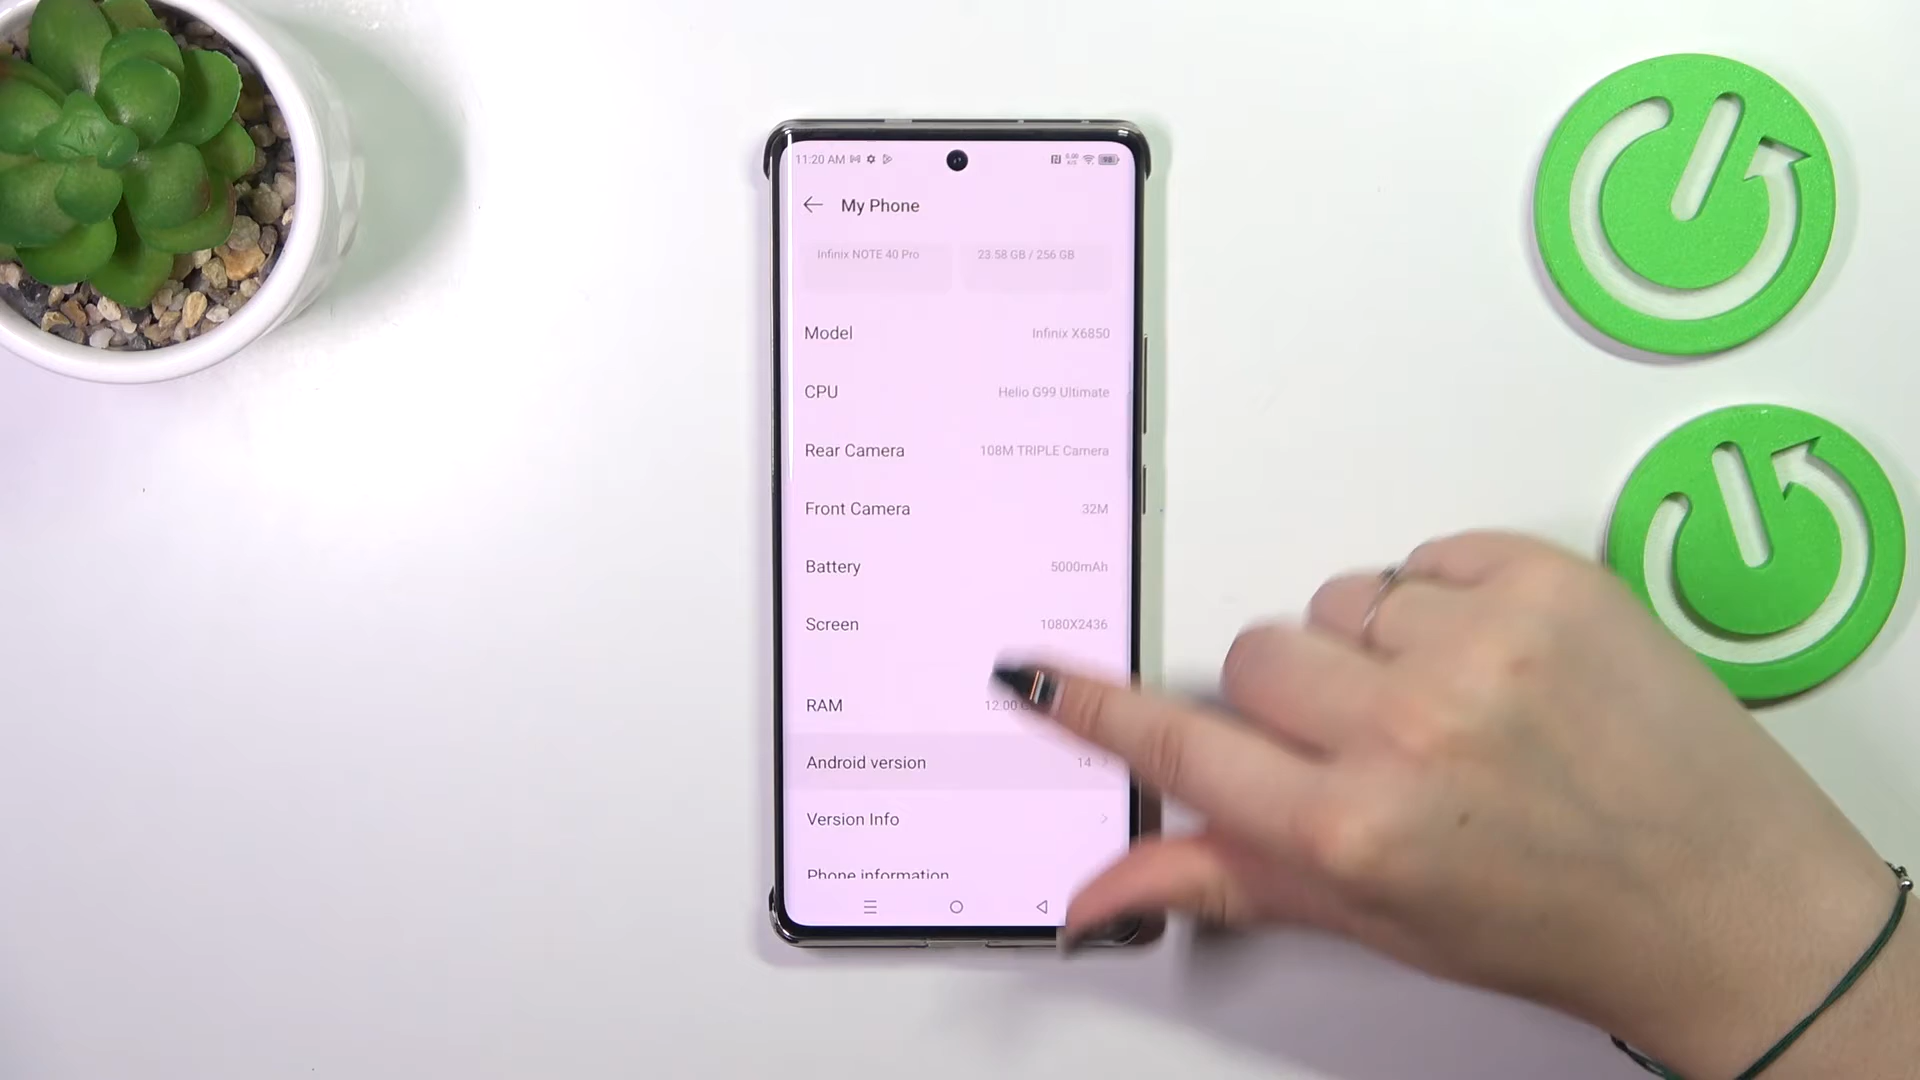 11:20 AM
My Phone
Infinix NOTE 40 Pro
23.58 GB / 256 GB
Model Infinix X6850
CPU Helio G99 Ultimate
Rear Camera 108M TRIPLE Camera
Front Camera 32M
Battery 5000mAh
Screen 1080X2436
RAM 12.00
Android version 14
Version Info
Phone information